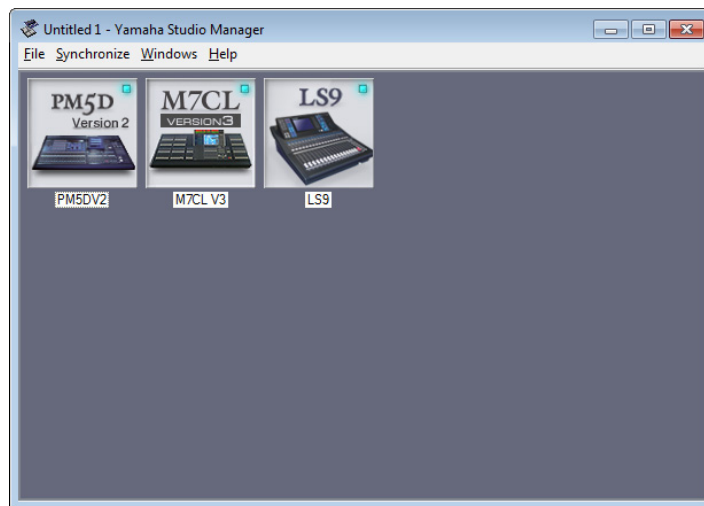 Untitled 1 - Yamaha Studio Manager
File Synchronize Windows Help
PM5D
Version 2
M7CL
VERSION3
LS9
PM5DV2
M7CL V3
LS9